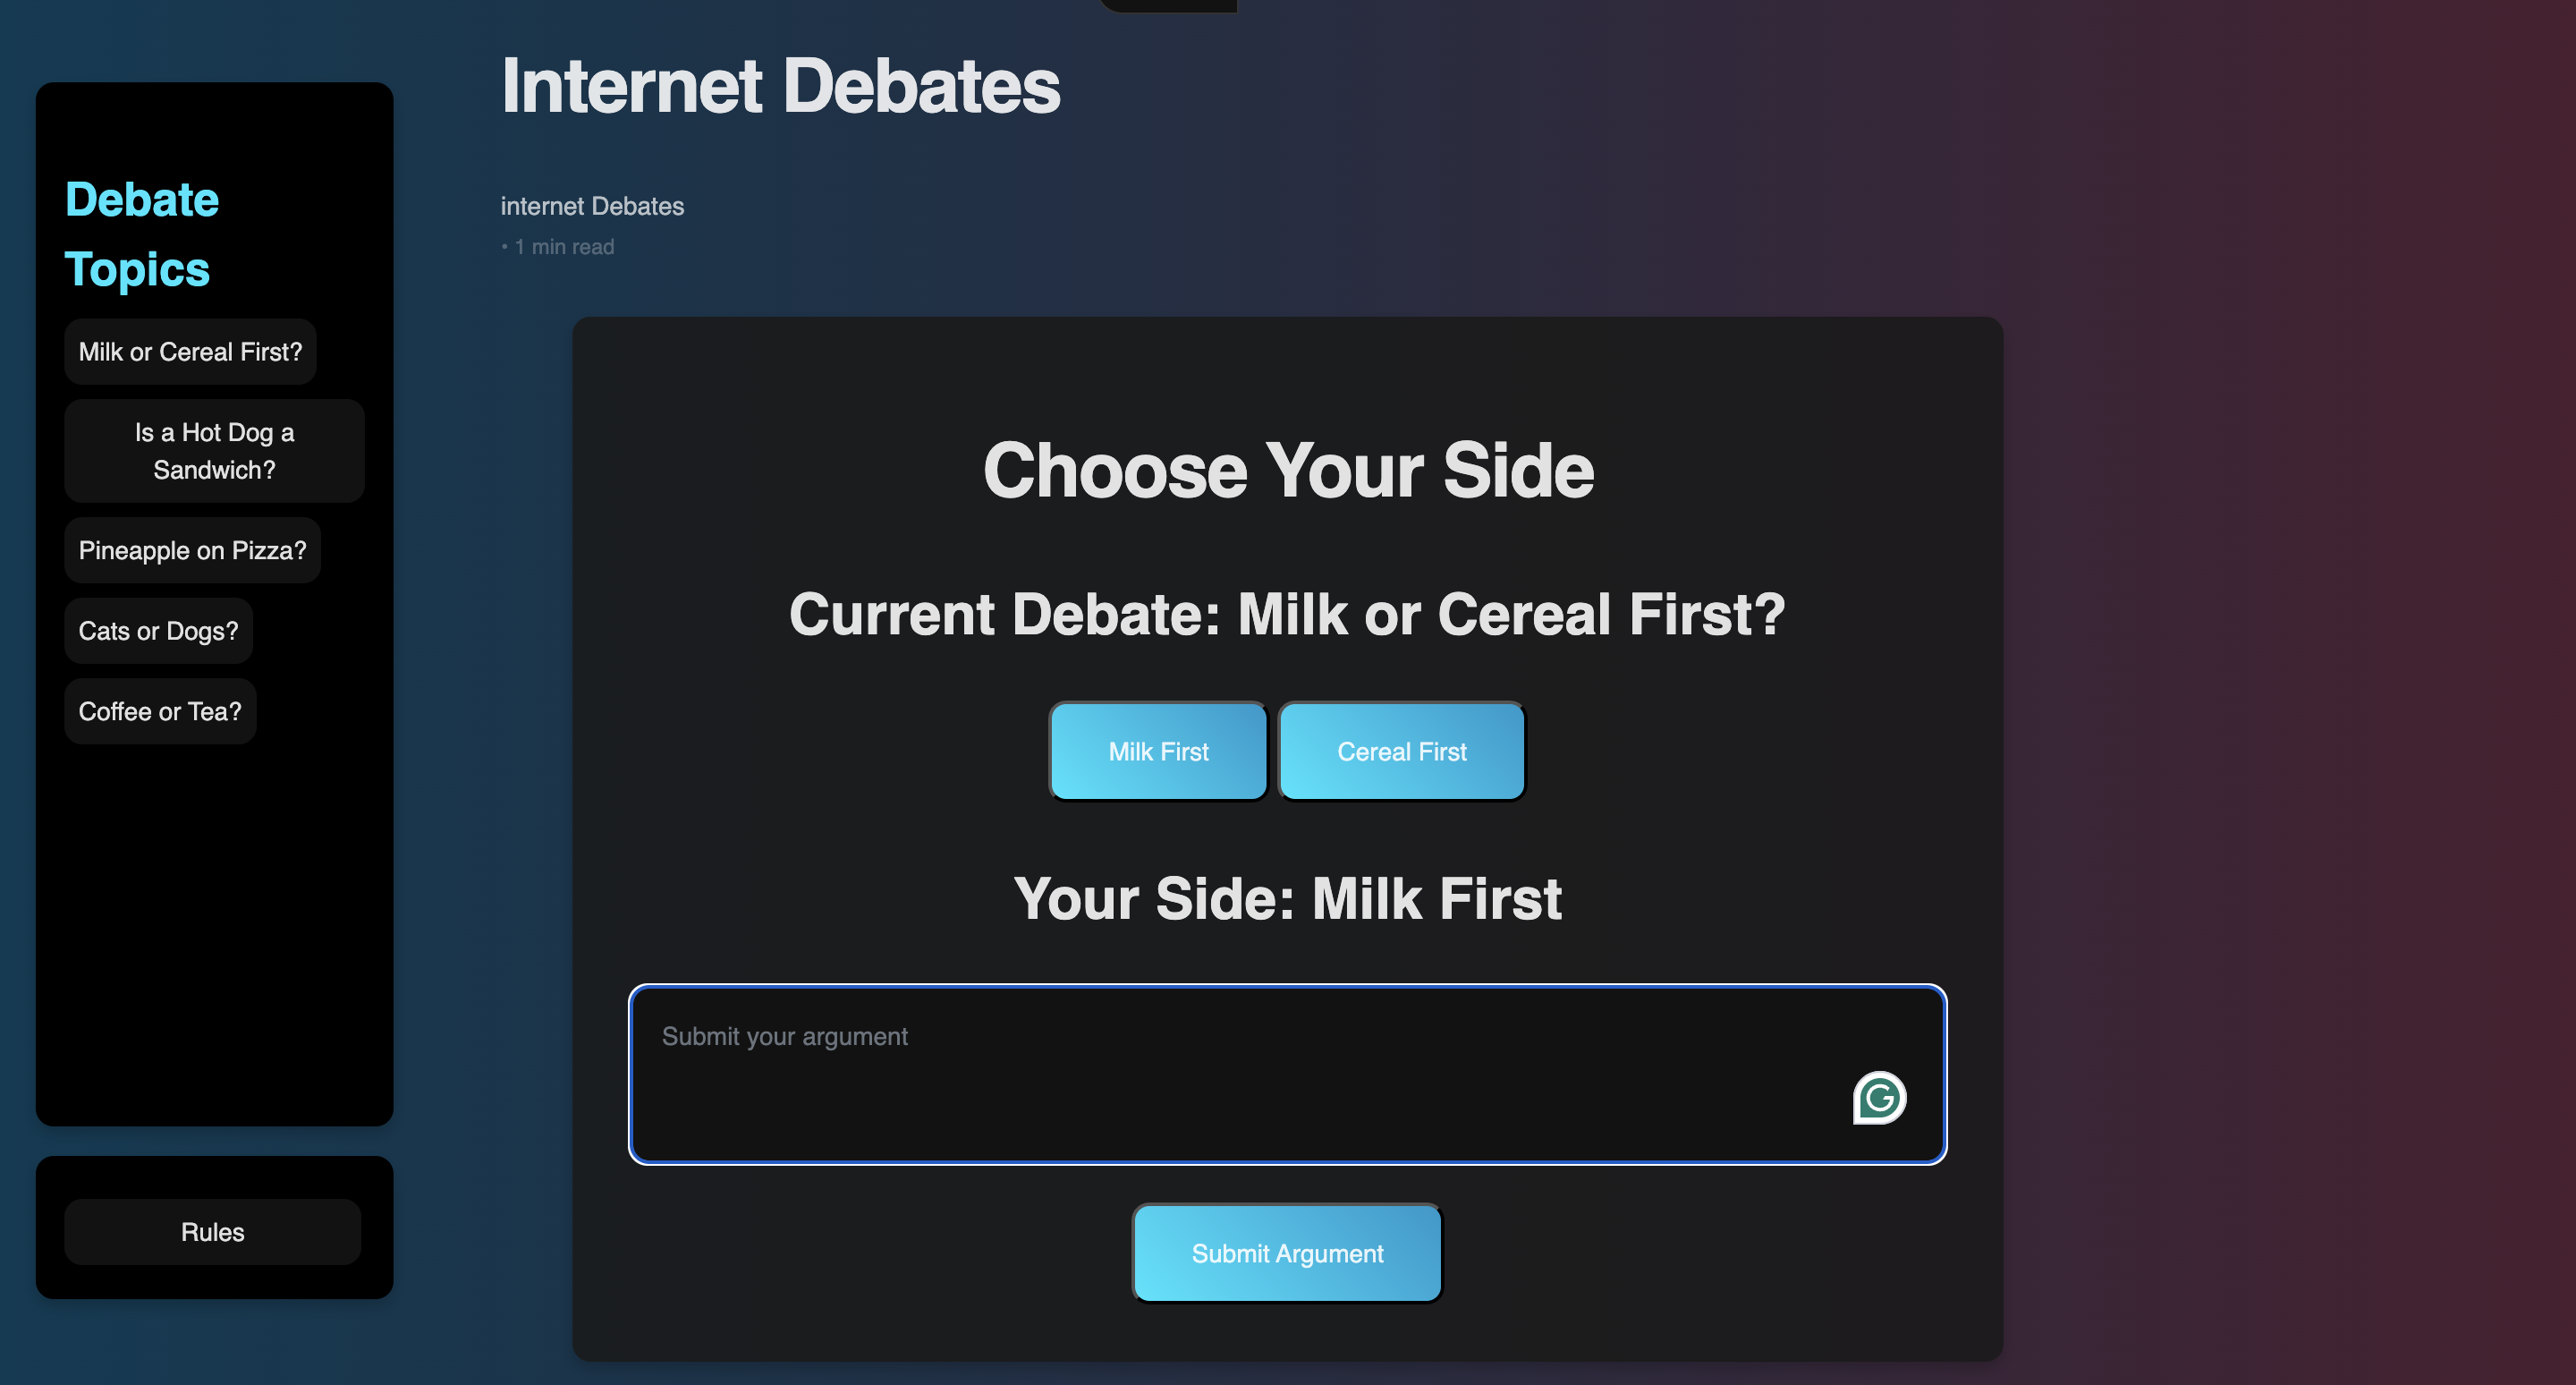 Internet Debates
internet Debates
• 1 min read
Debate
Topics
Milk or Cereal First?
Is a Hot Dog a
Sandwich?
Pineapple on Pizza?
Cats or Dogs?
Coffee or Tea?
Rules
Choose Your Side
Current Debate: Milk or Cereal First?
Milk First
Cereal First
Your Side: Milk First
Submit your argument
Submit Argument